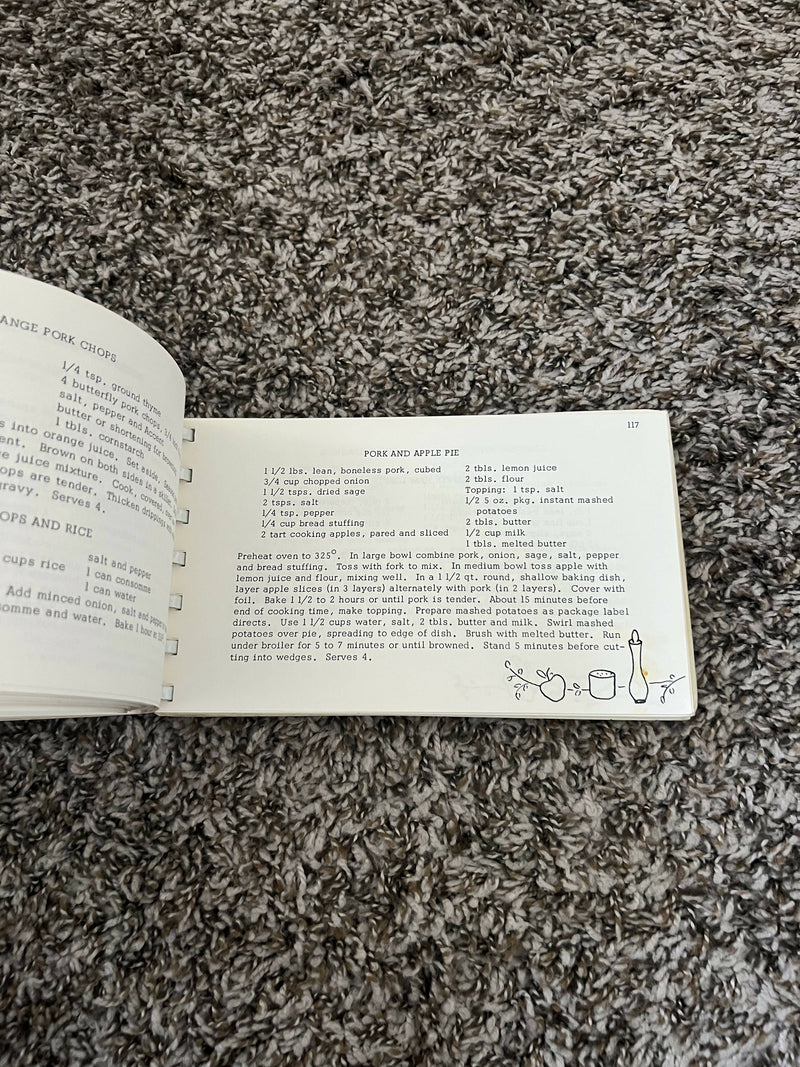 ANGE PORK CHOPS
1/4 tsp. ground thyme
4 butterfly pork chops, 3/4
salt, pepper and Accent
butter or shortening for
1 tbls. cornstarch
s into orange juice. Set aside.
ent. Brown on both sides in a
e juice mixture. Cook, covered,
ops are tender. Thicken drippings
gravy. Serves 4.
OPS AND RICE
cups rice
salt and pepper
1 can consomme
1 can water
Add minced onion, salt and pepper
somme and water. Bake 1 hour at
117
PORK AND APPLE PIE
1 1/2 lbs. lean, boneless pork, cubed
3/4 cup chopped onion
1 1/2 tsps. dried sage
2 tsps. salt
1/4 tsp. pepper
1/4 cup bread stuffing
2 tart cooking apples, pared and sliced
2 tbls. lemon juice
2 tbls. flour
Topping: 1 tsp. salt
1/2 5 oz. pkg. instant mashed
potatoes
2 tbls. butter
1/2 cup milk
1 tbls. melted butter
Preheat oven to 325°. In large bowl combine pork, onion, sage, salt, pepper
and bread stuffing. Toss with fork to mix. In medium bowl toss apple with
lemon juice and flour, mixing well. In a 1 1/2 qt. round, shallow baking dish,
layer apple slices (in 3 layers) alternately with pork (in 2 layers). Cover with
foil. Bake 1 1/2 to 2 hours or until pork is tender. About 15 minutes before
end of cooking time, make topping. Prepare mashed potatoes as package label
directs. Use 1 1/2 cups water, salt, 2 tbls. butter and milk. Swirl mashed
potatoes over pie, spreading to edge of dish. Brush with melted butter. Run
under broiler for 5 to 7 minutes or until browned. Stand 5 minutes before cut-
ting into wedges. Serves 4.